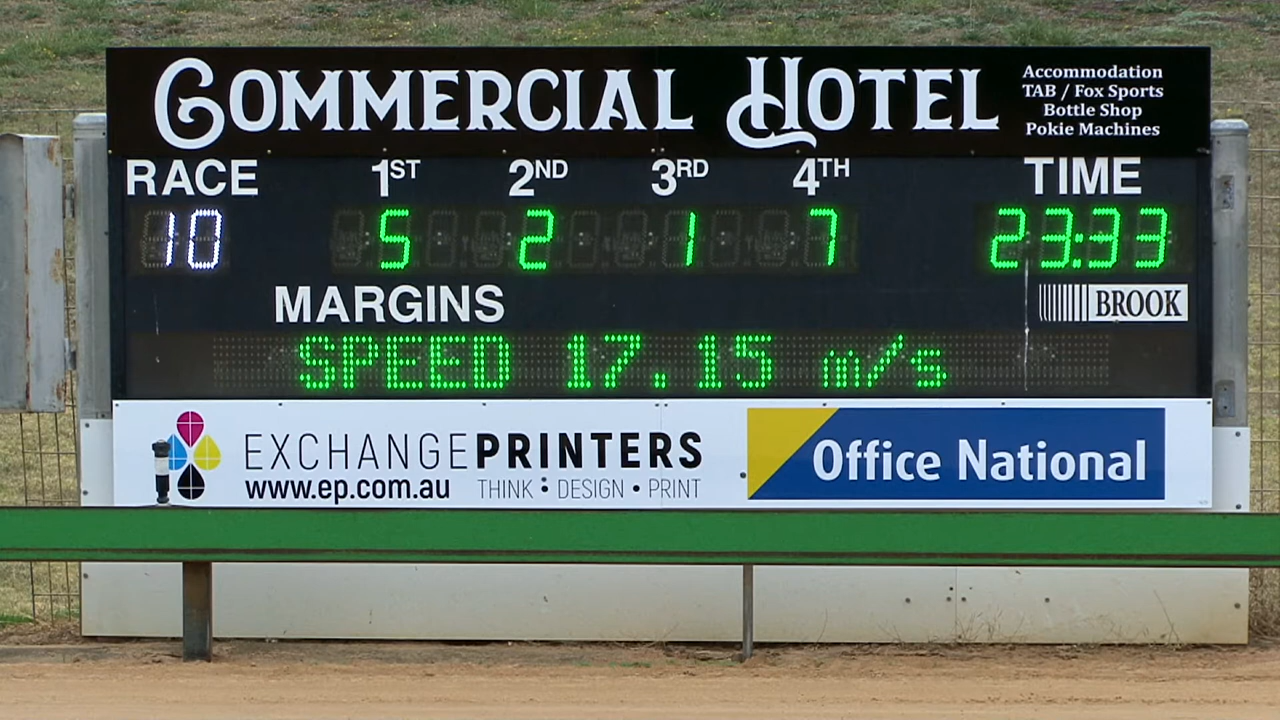 COMMERCIAL HOTEL
Accommodation
TAB / Fox Sports
Bottle Shop
Pokie Machines
RACE 1ST 2ND 3RD 4TH TIME
10 5 2 1 7 23:33
MARGINS
BROOK
SPEED 17.15 m/s
EXCHANGEPRINTERS
www.ep.com.au THINK • DESIGN • PRINT
Office National